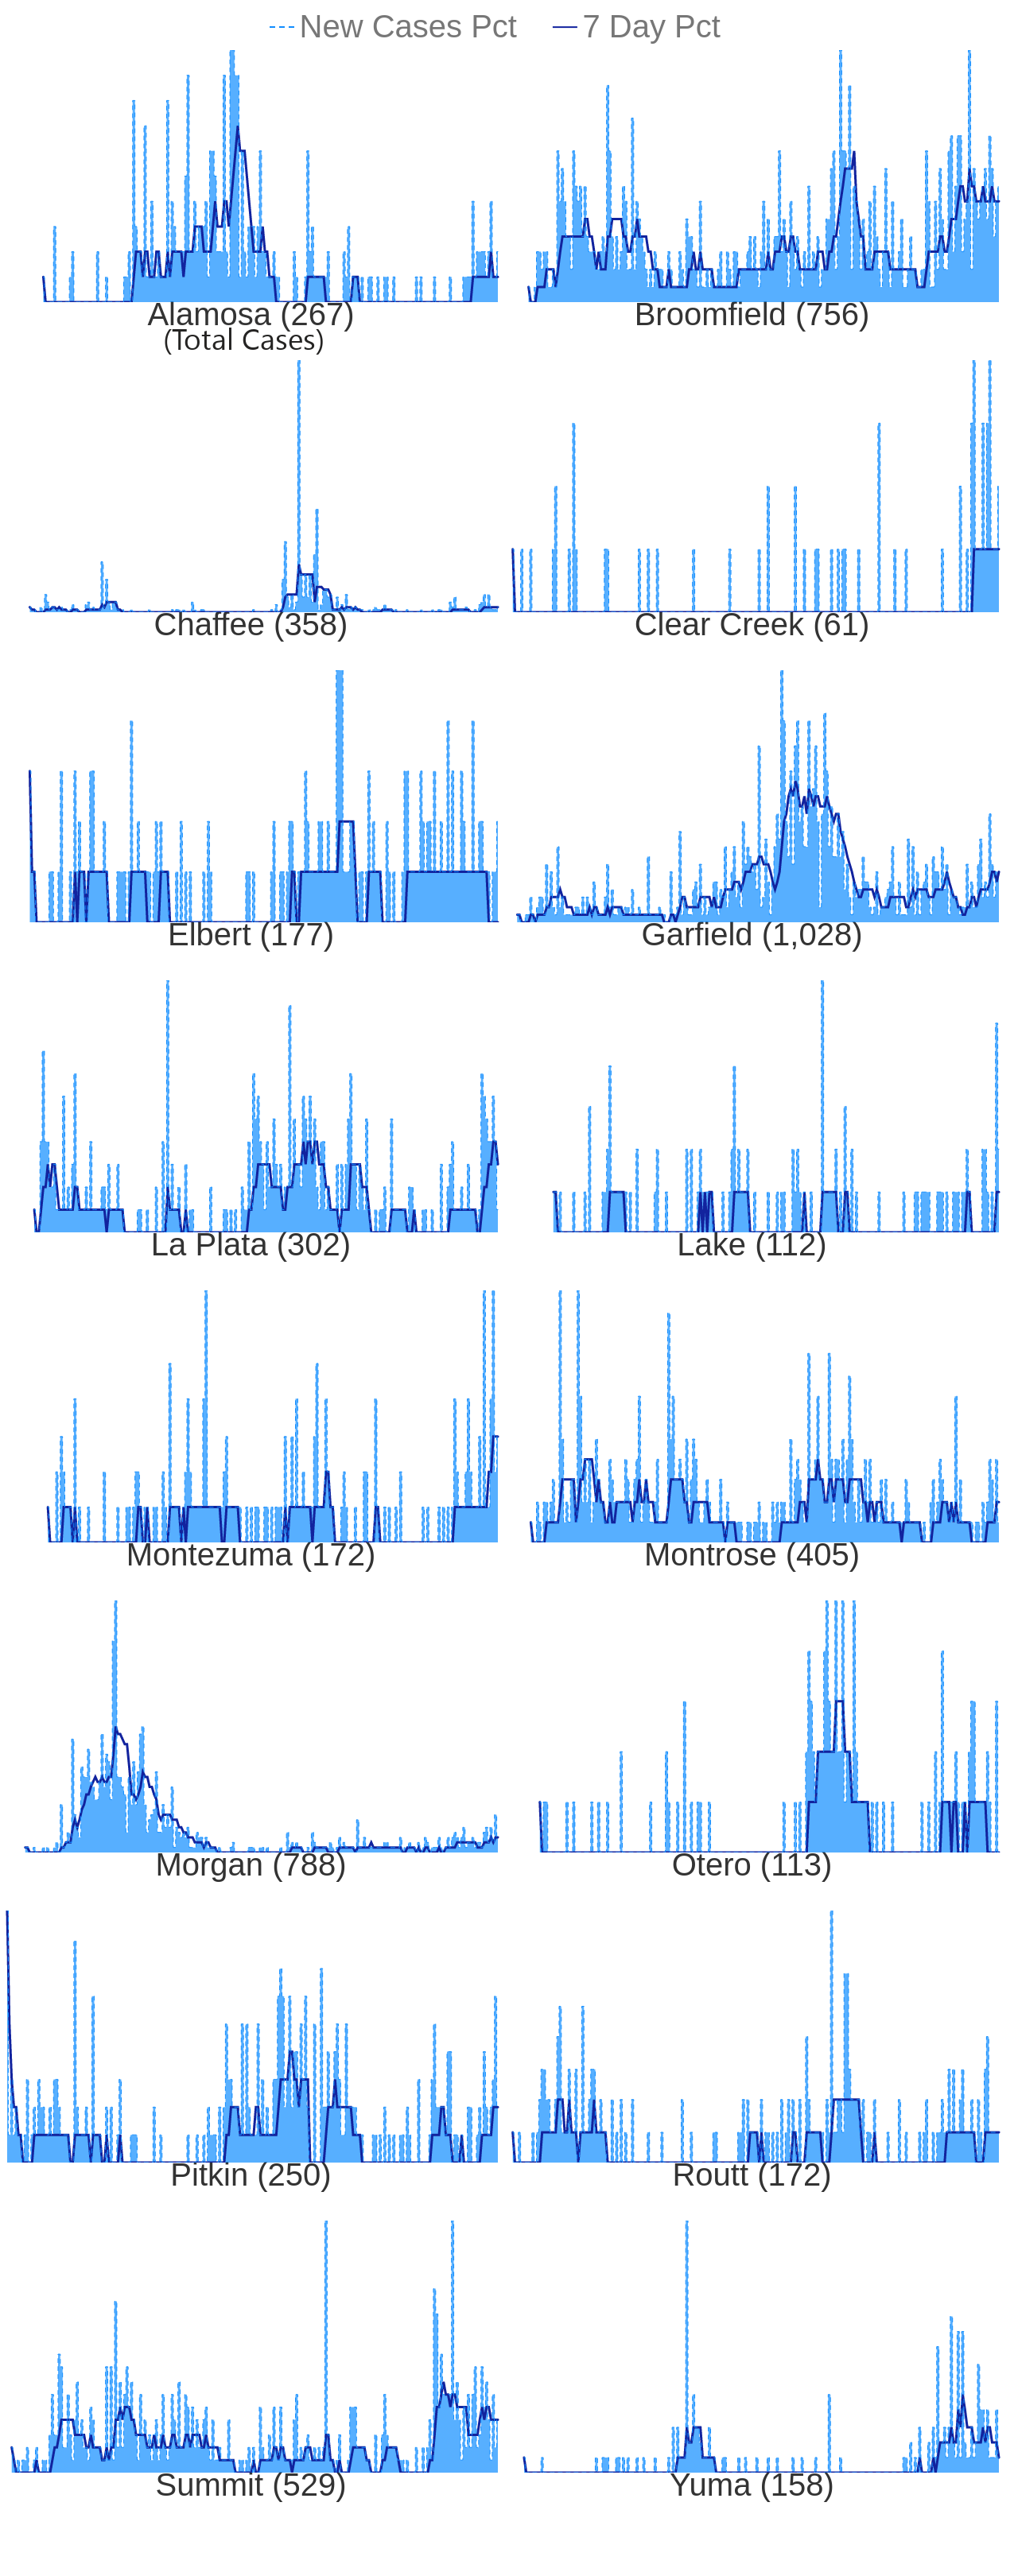 New Cases Pct 7 Day Pct
Alamosa (267) Broomfield (756)
(Total Cases)
Chaffee (358) Clear Creek (61)
Elbert (177) Garfield (1,028)
La Plata (302) Lake (112)
Montezuma (172) Montrose (405)
Morgan (788) Otero (113)
Pitkin (250) Routt (172)
Summit (529) Yuma (158)